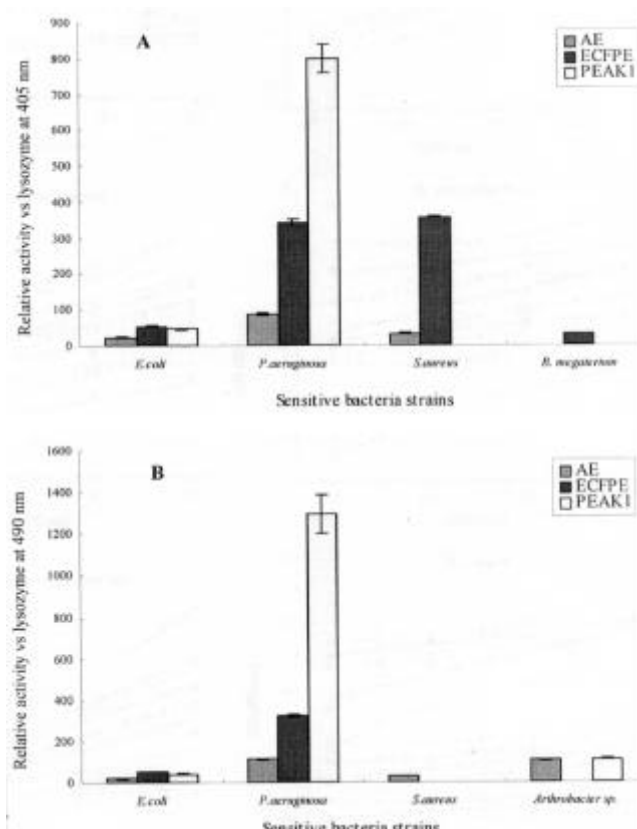 A
AE
ECFPE
PEAK1
Relative activity vs lysozyme at 405 nm
900
800
700
600
500
400
300
200
100
0
E.coli
P.aeruginosa
S.aureus
B. megaterium
Sensitive bacteria strains
B
AE
ECFPE
PEAK1
Relative activity vs lysozyme at 490 nm
1600
1400
1200
1000
800
600
400
200
0
E.coli
P.aeruginosa
S.aureus
Arthrobacter sp.
Sensitive bacteria strains